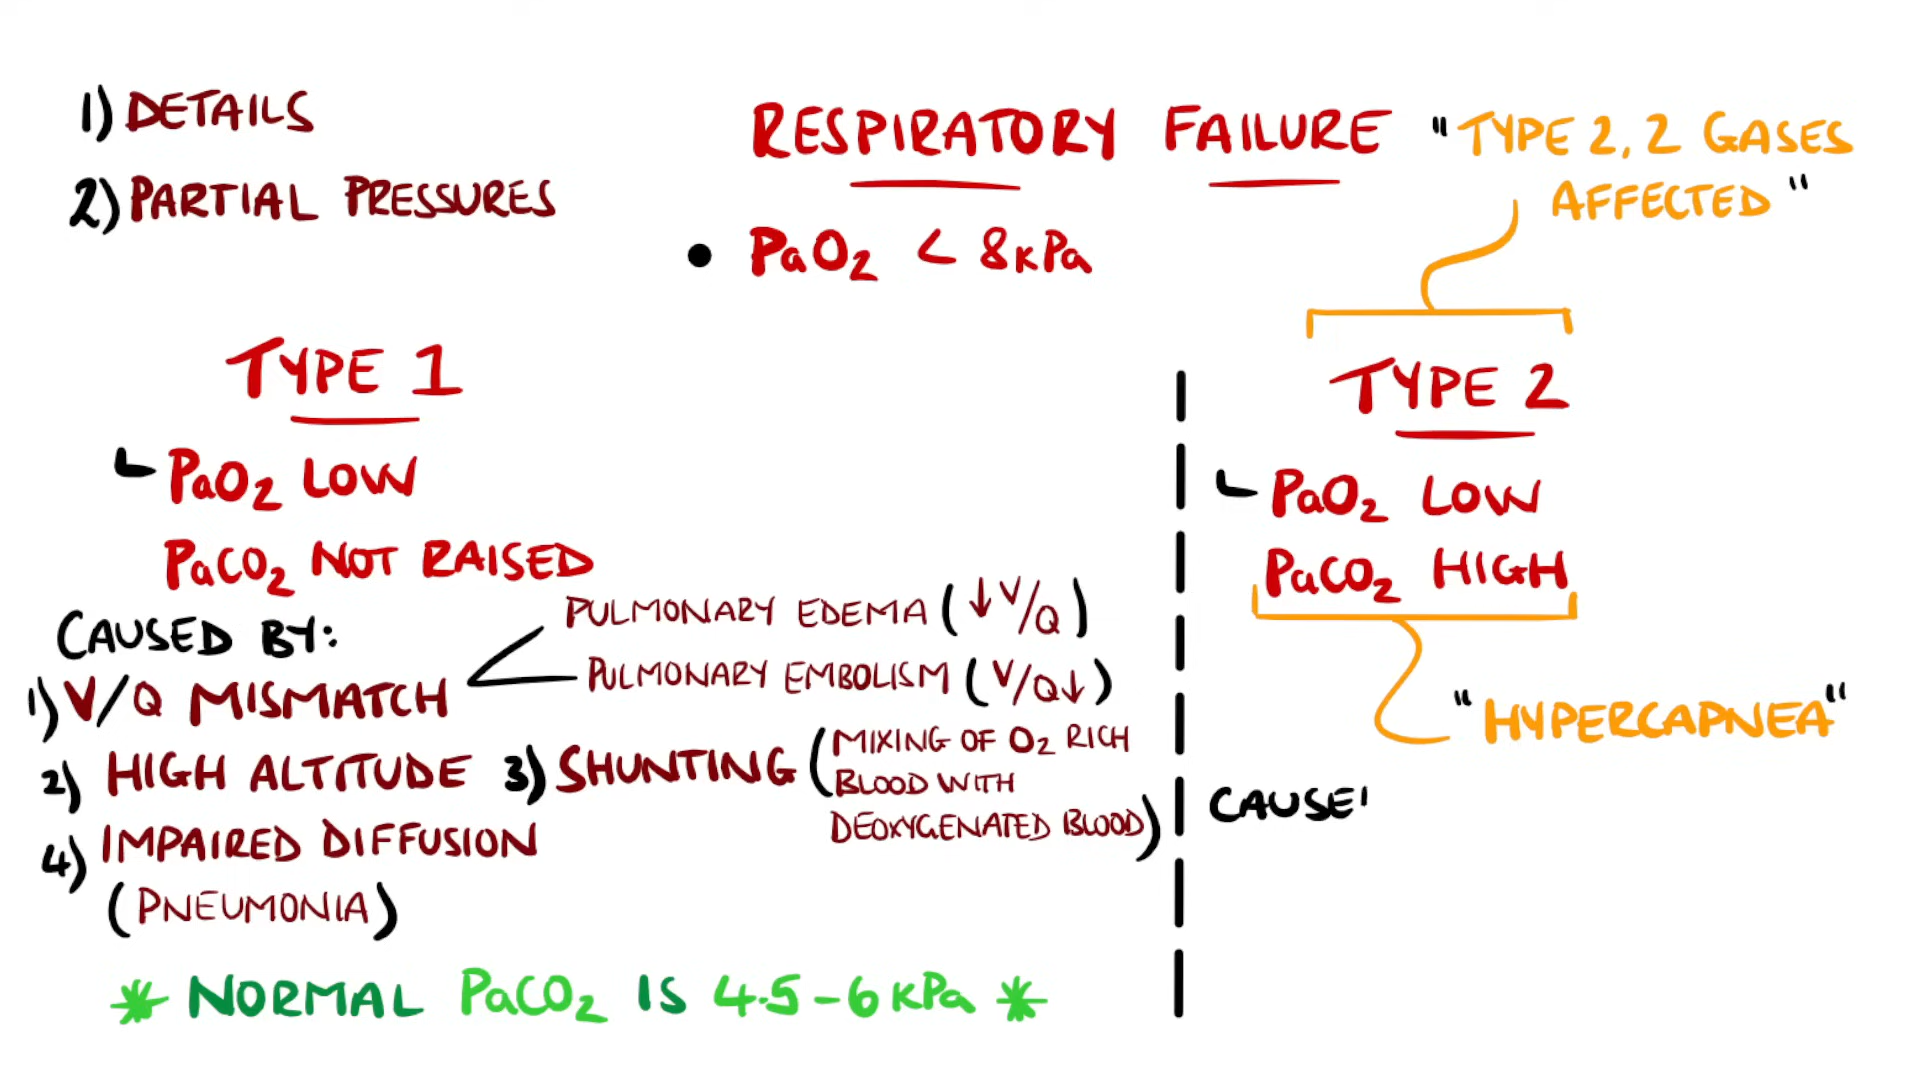 1) DETAILS
2) PARTIAL PRESSURES
RESPIRATORY FAILURE
• PaO₂ < 8KPa
"TYPE 2, 2 GASES
AFFECTED"
TYPE 1
PaO₂ LOW
PaCO₂ NOT RAISED
CAUSED BY:
1) V/Q MISMATCH
PULMONARY EDEMA (↓V/Q)
PULMONARY EMBOLISM (V/Q↓)
2) HIGH ALTITUDE
3) SHUNTING (MIXING OF O₂ RICH
BLOOD WITH
DEOXYGENATED BLOOD)
4) IMPAIRED DIFFUSION
(PNEUMONIA)
* NORMAL PaCO₂ IS 4.5-6 KPa *
TYPE 2
PaO₂ LOW
PaCO₂ HIGH
"HYPERCAPNEA"
CAUSE